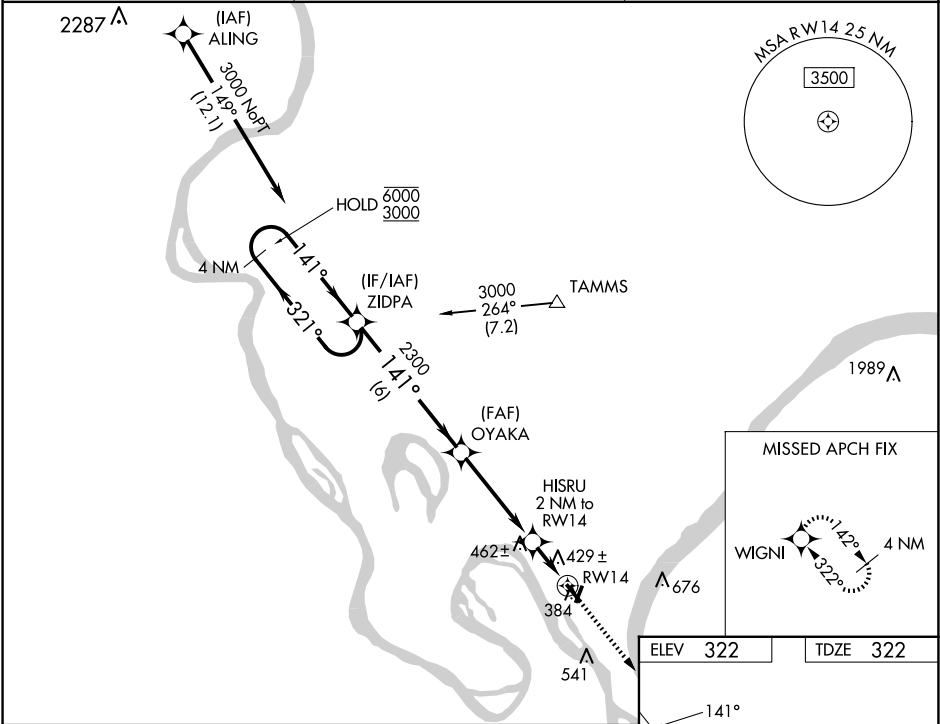 2287
(IAF)
ALING
3000 NoPT
149°
(12.1)
MSA RW14 25 NM
3500
HOLD 6000
3000
4 NM
141°
321°
(IF/IAF)
ZIDPA
3000
264°
(7.2)
TAMMS
2300
141°
(6)
1989
(FAF)
OYAKA
HISRU
2 NM to
RW14
462±
429±
RW14
384
676
541
MISSED APCH FIX
WIGNI
142°
322°
4 NM
ELEV 322
TDZE 322
141°